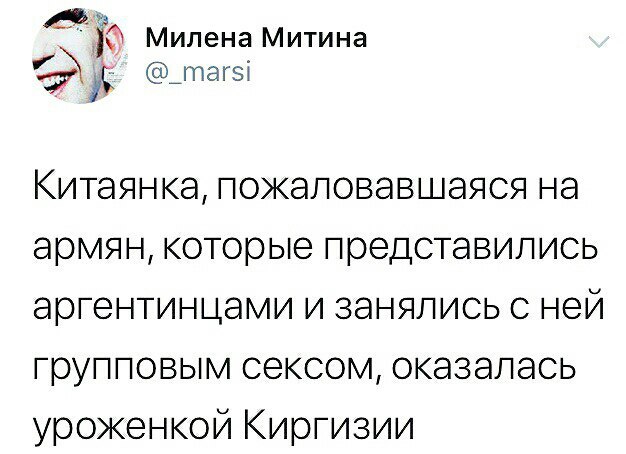 Милена Митина
@_marsi
Китаянка, пожаловавшаяся на
армян, которые представились
аргентинцами и занялись с ней
групповым сексом, оказалась
уроженкой Киргизии